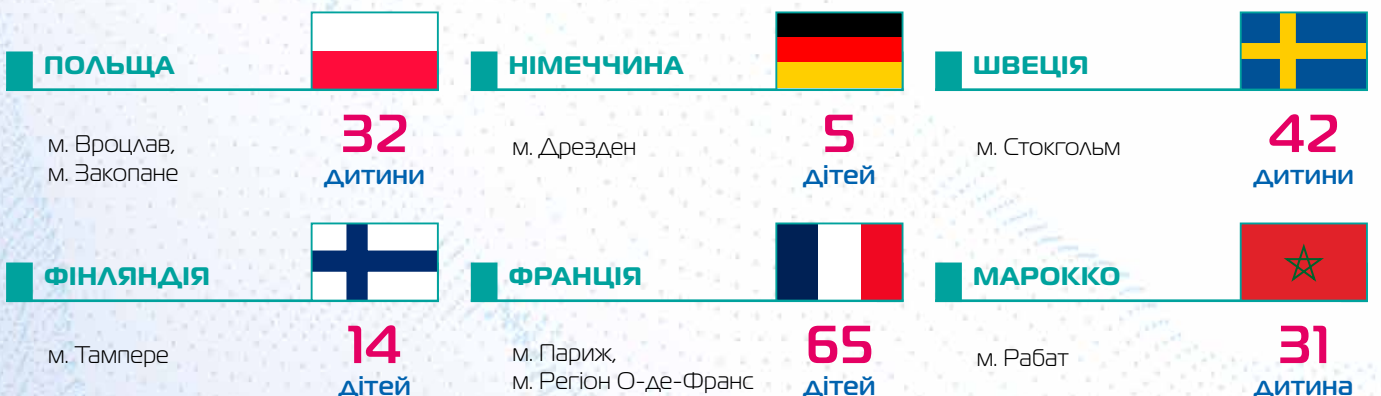 ПОЛЬЩА
м. Вроцлав,
м. Закопане
32
дитини
НІМЕЧЧИНА
м. Дрезден
5
дітей
ШВЕЦІЯ
м. Стокгольм
42
дитини
ФІНЛЯНДІЯ
м. Тампере
14
дітей
ФРАНЦІЯ
м. Париж,
м. Регіон О-де-Франс
65
дітей
МАРОККО
м. Рабат
31
дитина